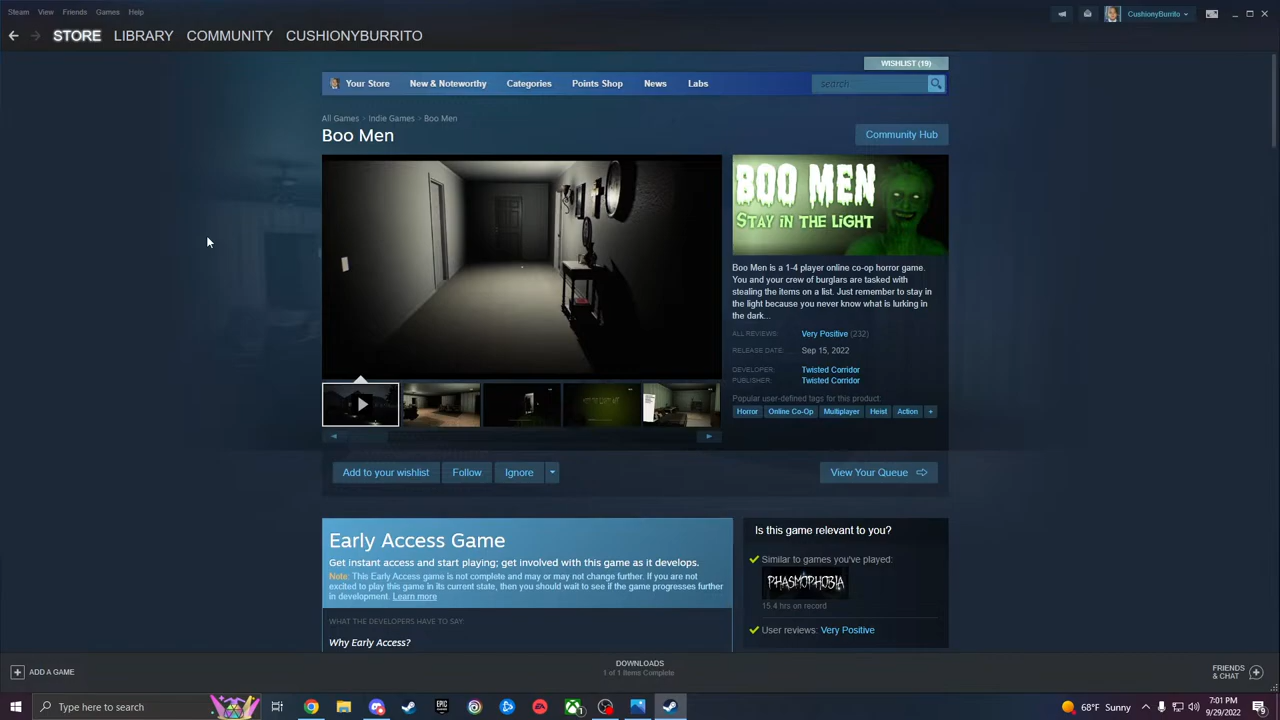 Steam View Friends Games Help
CushionyBurrito
STORE LIBRARY COMMUNITY CUSHIONYBURRITO
WISHLIST (19)
Your Store New & Noteworthy Categories Points Shop News Labs
search
All Games > Indie Games > Boo Men
Boo Men
Community Hub
BOO MEN
STAY IN THE LIGHT
Boo Men is a 1-4 player online co-op horror game.
You and your crew of burglars are tasked with
stealing the items on a list. Just remember to stay in
the light because you never know what is lurking in
the dark...
ALL REVIEWS: Very Positive (232)
RELEASE DATE: Sep 15, 2022
DEVELOPER: Twisted Corridor
PUBLISHER: Twisted Corridor
Popular user-defined tags for this product:
Horror Online Co-Op Multiplayer Heist Action +
Add to your wishlist Follow Ignore
View Your Queue
Early Access Game
Get instant access and start playing; get involved with this game as it develops.
Note: This Early Access game is not complete and may or may not change further. If you are not
excited to play this game in its current state, then you should wait to see if the game progresses further
in development. Learn more
WHAT THE DEVELOPERS HAVE TO SAY:
Why Early Access?
Is this game relevant to you?
Similar to games you've played:
PHASMOPHOBIA
15.4 hrs on record
User reviews: Very Positive
ADD A GAME
DOWNLOADS
1 of 1 Items Complete
FRIENDS
& CHAT
Type here to search
EPIC
68°F Sunny
7:01 PM
9/29/2022